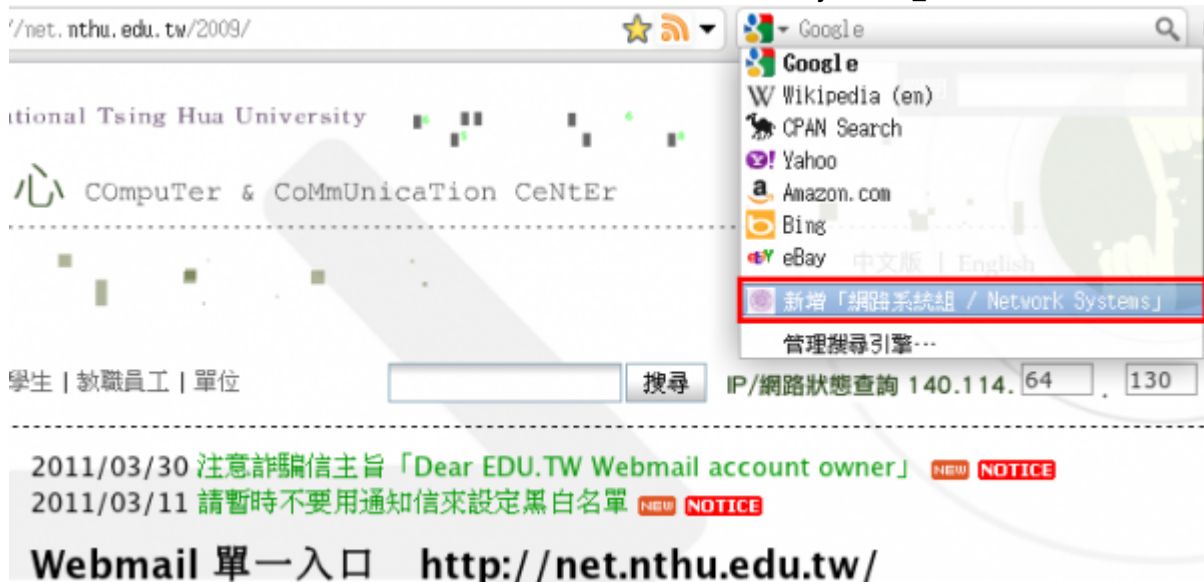 //net.nthu.edu.tw/2009/
Google
Google
Wikipedia (en)
CPAN Search
Yahoo
Amazon.com
Bing
eBay
新增「網路系統組 / Network Systems」
管理搜尋引擎…
ational Tsing Hua University
心 COmpuTer & CoMmUnicaTion CeNtEr
中文版 | English
學生 | 教職員工 | 單位
搜尋
IP/網路狀態查詢 140.114. 64 . 130
2011/03/30 注意詐騙信主旨「Dear EDU.TW Webmail account owner」 NEW NOTICE
2011/03/11 請暫時不要用通知信來設定黑白名單 NEW NOTICE
Webmail 單一入口 http://net.nthu.edu.tw/